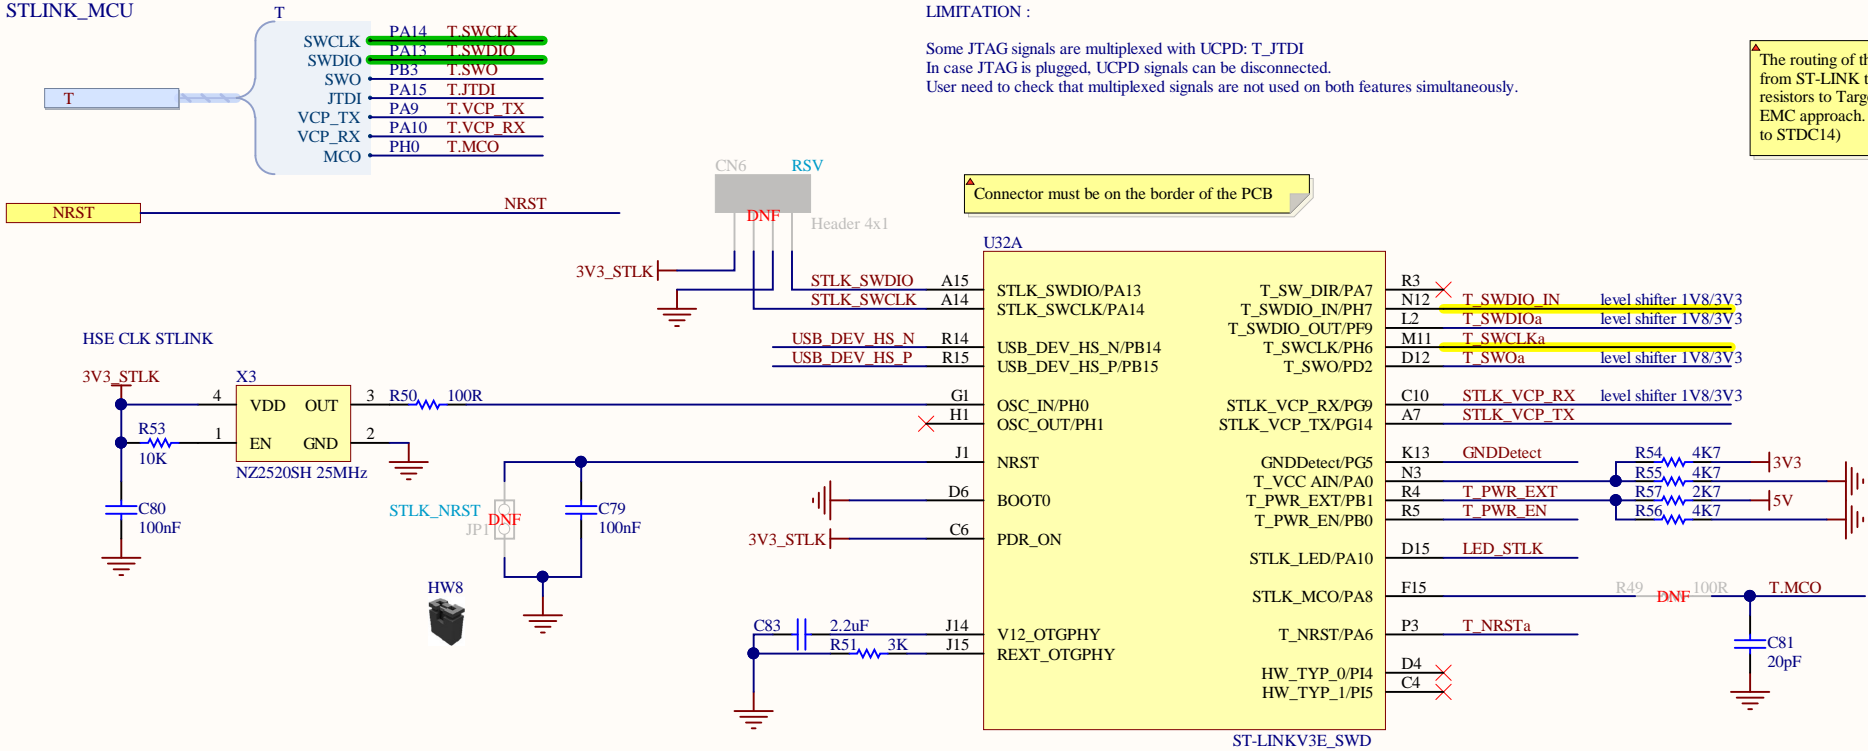 STLINK_MCU
T
SWCLK PA14 T.SWCLK
SWDIO PA13 T.SWDIO
SWO PB3 T.SWO
JTDI PA15 T.JTDI
VCP_TX PA9 T.VCP_TX
VCP_RX PA10 T.VCP_RX
MCO PH0 T.MCO
T
NRST NRST
LIMITATION :
Some JTAG signals are multiplexed with UCPD: T_JTDI
In case JTAG is plugged, UCPD signals can be disconnected.
User need to check that multiplexed signals are not used on both features simultaneously.
The routing of th
from ST-LINK t
resistors to Targe
EMC approach.
to STDC14)
CN6 RSV
DNF
Header 4x1
3V3_STLK
Connector must be on the border of the PCB
U32A
STLK_SWDIO A15 STLK_SWDIO/PA13
STLK_SWCLK A14 STLK_SWCLK/PA14
USB_DEV_HS_N R14 USB_DEV_HS_N/PB14
USB_DEV_HS_P R15 USB_DEV_HS_P/PB15
G1 OSC_IN/PH0
H1 OSC_OUT/PH1
J1 NRST
D6 BOOT0
3V3_STLK C6 PDR_ON
J14 V12_OTGPHY
J15 REXT_OTGPHY
T_SW_DIR/PA7 R3
T_SWDIO_IN/PH7 N12 T_SWDIO_IN level shifter 1V8/3V3
T_SWDIO_OUT/PF9 L2 T_SWDIOa level shifter 1V8/3V3
T_SWCLK/PH6 M11 T_SWCLKa
T_SWO/PD2 D12 T_SWOa level shifter 1V8/3V3
STLK_VCP_RX/PG9 C10 STLK_VCP_RX level shifter 1V8/3V3
STLK_VCP_TX/PG14 A7 STLK_VCP_TX
GNDDetect/PG5 K13 GNDDetect R54 4K7 3V3
T_VCC AIN/PA0 N3 R55 4K7
T_PWR_EXT/PB1 R4 T_PWR_EXT R57 2K7 5V
T_PWR_EN/PB0 R5 T_PWR_EN R56 4K7
STLK_LED/PA10 D15 LED_STLK
STLK_MCO/PA8 F15 R49 DNF 100R T.MCO
T_NRST/PA6 P3 T_NRSTa
HW_TYP_0/PI4 D4
HW_TYP_1/PI5 C4
C81
20pF
ST-LINKV3E_SWD
HSE CLK STLINK
3V3_STLK
X3
4 VDD OUT 3 R50 100R
R53
10K
1 EN GND 2
NZ2520SH 25MHz
C80
100nF
STLK_NRST
DNF
JP1
C79
100nF
HW8
C83 2.2uF
R51 3K